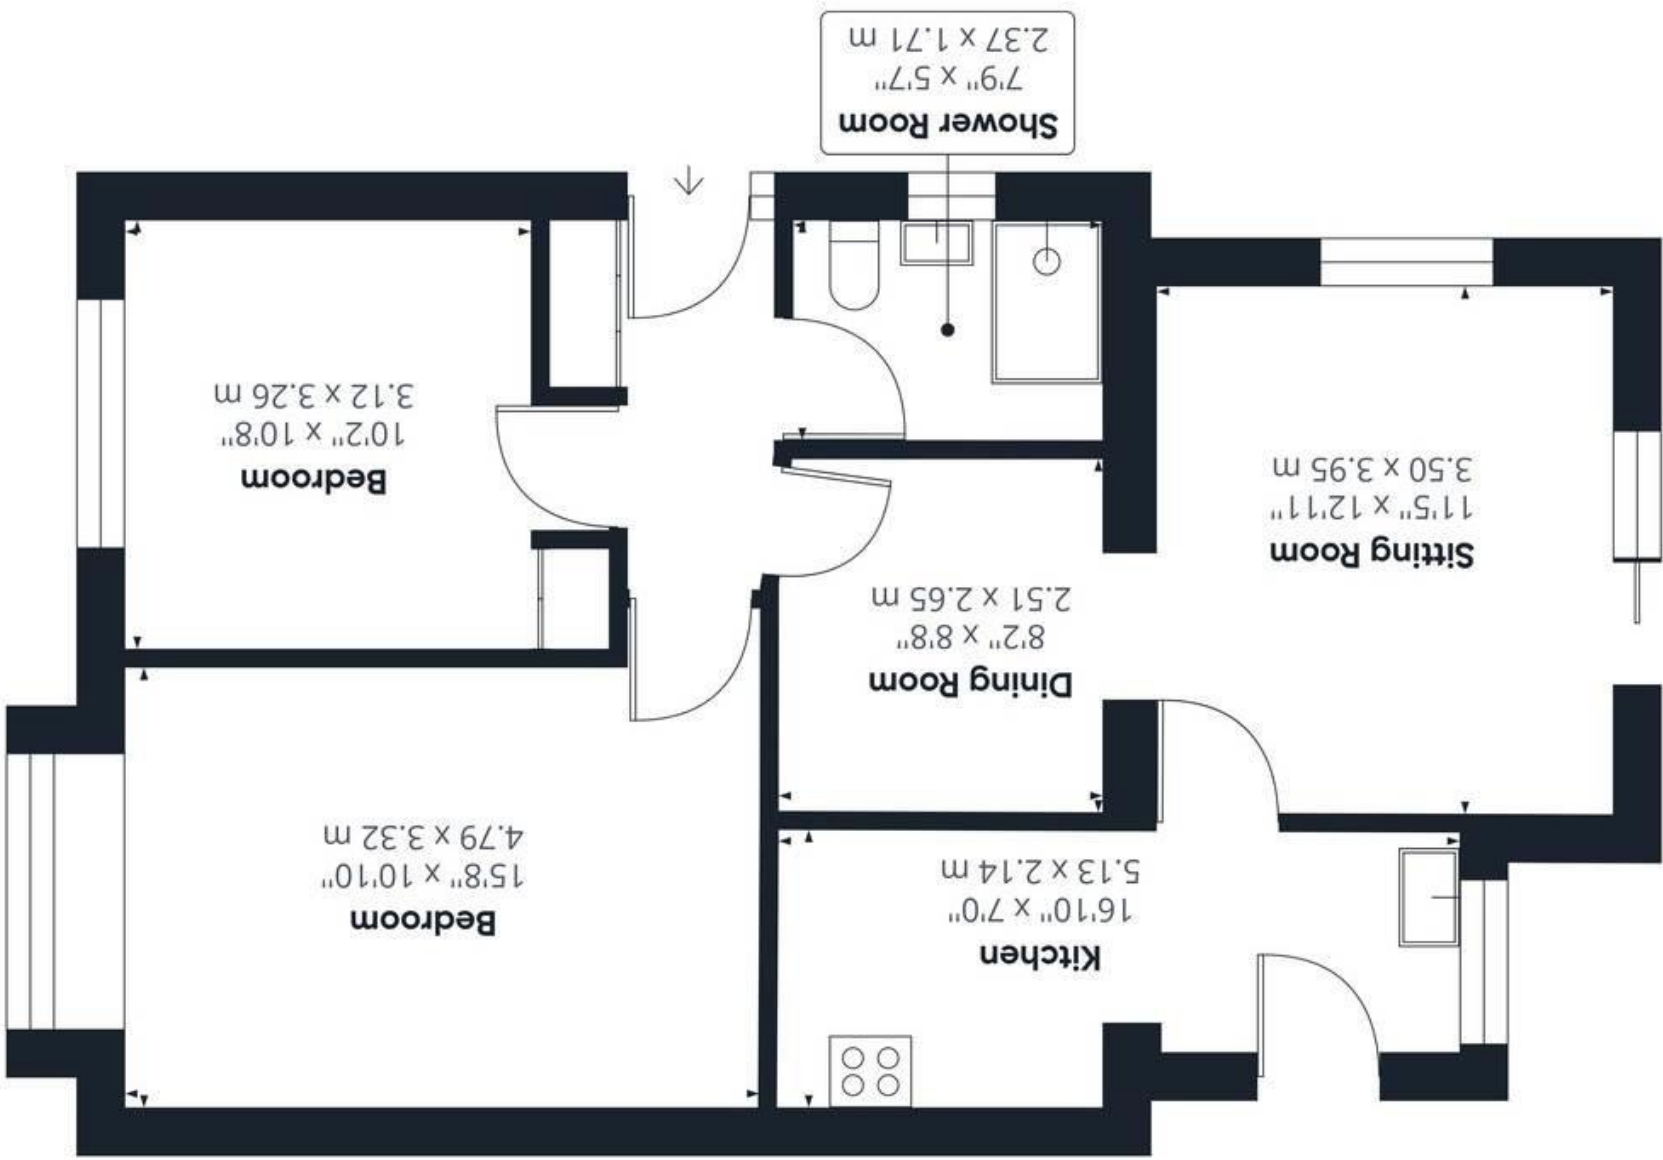 Kitchen
16'10" x 7'0"
5.13 x 2.14 m
Bedroom
15'8" x 10'10"
4.79 x 3.32 m
Dining Room
8'2" x 8'8"
2.51 x 2.65 m
Sitting Room
11'5" x 12'11"
3.50 x 3.95 m
Bedroom
10'2" x 10'8"
3.12 x 3.26 m
Shower Room
7'9" x 5'7"
2.37 x 1.71 m